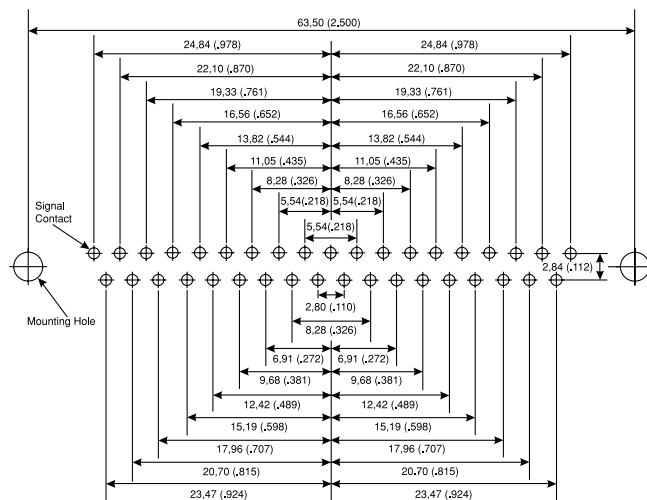 63,50 (2.500)
24,84 (.978) 24,84 (.978)
22,10 (.870) 22,10 (.870)
19,33 (.761) 19,33 (.761)
16,56 (.652) 16,56 (.652)
13,82 (.544) 13,82 (.544)
11,05 (.435) 11,05 (.435)
8,28 (.326) 8,28 (.326)
5,54(.218) 5,54(.218)
5,54(.218)
Signal
Contact
2,84 (.112)
Mounting Hole
2,80 (.110)
8,28 (.326)
6,91 (.272) 6,91 (.272)
9,68 (.381) 9,68 (.381)
12,42 (.489) 12,42 (.489)
15,19 (.598) 15,19 (.598)
17,96 (.707) 17,96 (.707)
20,70 (.815) 20.70 (.815)
23,47 (.924) 23,47 (.924)